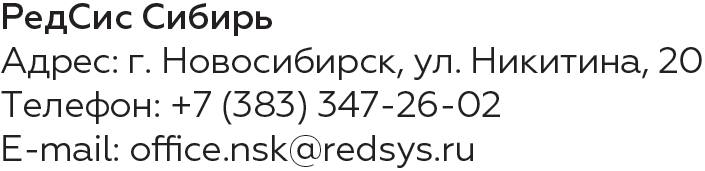 РедСис Сибирь
Адрес: г. Новосибирск, ул. Никитина, 20
Телефон: +7 (383) 347-26-02
E-mail: office.nsk@redsys.ru